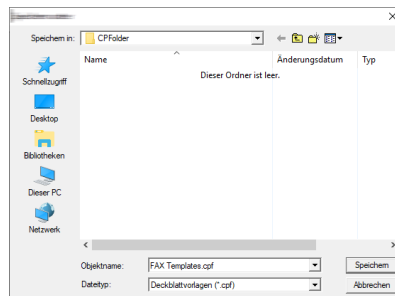 Speichern in: CPFolder
Name Änderungsdatum Typ
Dieser Ordner ist leer.
Schnellzugriff
Desktop
Bibliotheken
Dieser PC
Netzwerk
Objektname: FAX Templates.cpf Speichern
Dateityp: Deckblattvorlagen (*.cpf) Abbrechen